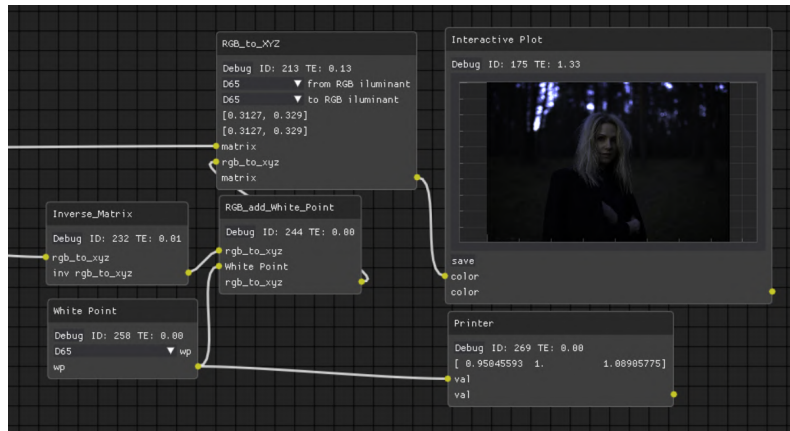 RGB_to_XYZ
Debug ID: 213 TE: 0.13
D65 ▼ from RGB iluminant
D65 ▼ to RGB iluminant
[0.3127, 0.329]
[0.3127, 0.329]
matrix
rgb_to_xyz
matrix
Interactive Plot
Debug ID: 175 TE: 1.33
save
color
color
Inverse_Matrix
Debug ID: 232 TE: 0.01
rgb_to_xyz
inv rgb_to_xyz
RGB_add_White_Point
Debug ID: 244 TE: 0.00
rgb_to_xyz
White Point
rgb_to_xyz
White Point
Debug ID: 258 TE: 0.00
D65 ▼ wp
wp
Printer
Debug ID: 269 TE: 0.00
[ 0.95045593 1. 1.08905775]
val
val